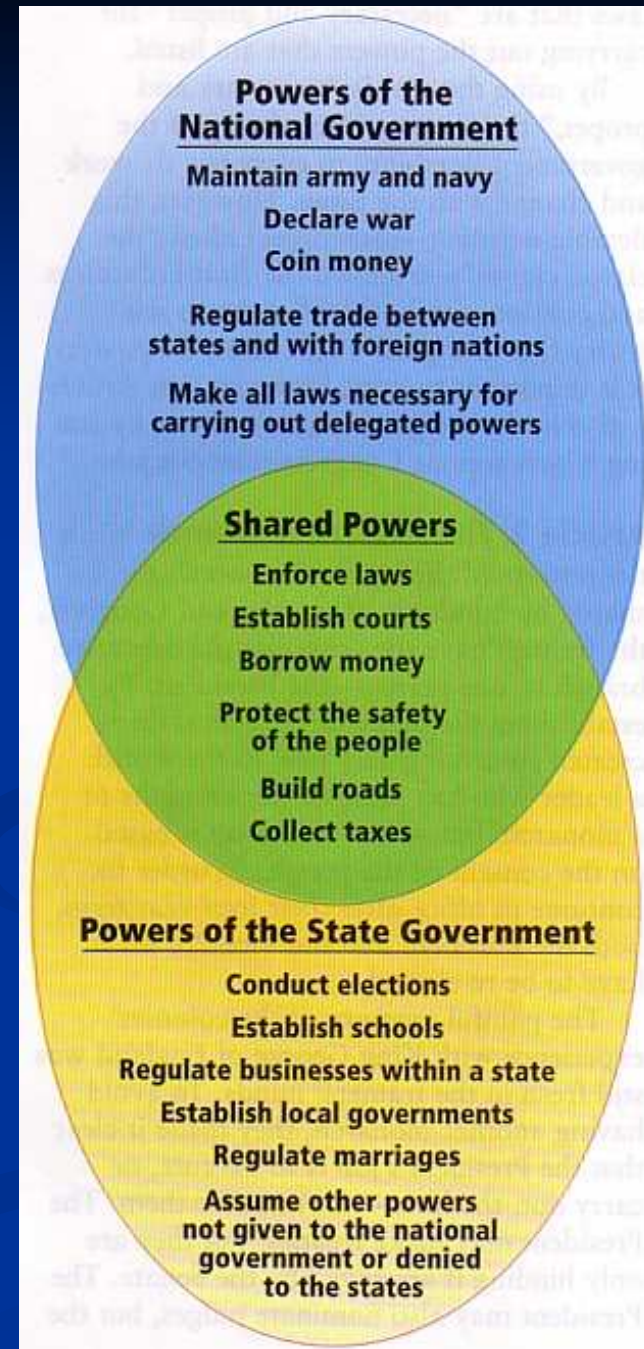 Powers of the
National Government
Maintain army and navy
Declare war
Coin money
Regulate trade between
states and with foreign nations
Make all laws necessary for
carrying out delegated powers
Shared Powers
Enforce laws
Establish courts
Borrow money
Protect the safety
of the people
Build roads
Collect taxes
Powers of the State Government
Conduct elections
Establish schools
Regulate businesses within a state
Establish local governments
Regulate marriages
Assume other powers
not given to the national
government or denied
to the states